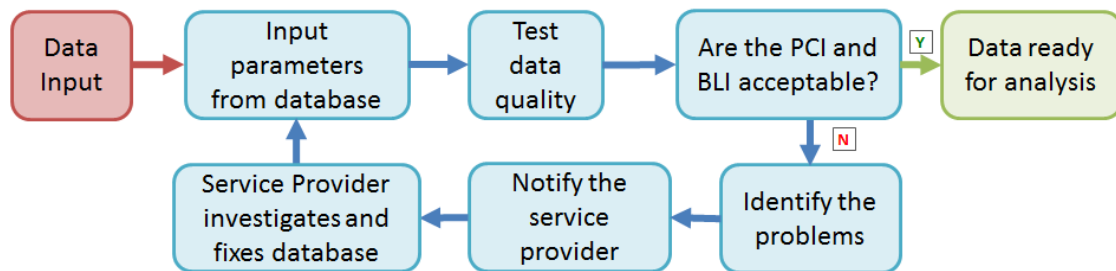 Data
Input
Input
parameters
from database
Test
data
quality
Are the PCI and
BLI acceptable?
Y
Data ready
for analysis
N
Identify the
problems
Notify the
service
provider
Service Provider
investigates and
fixes database